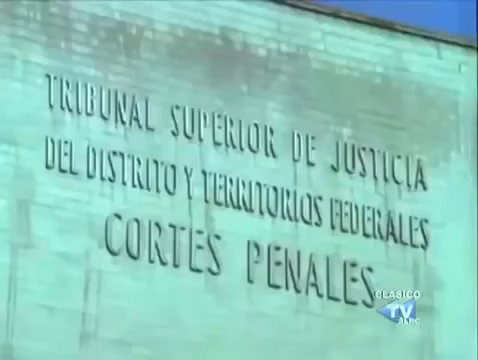 TRIBUNAL SUPERIOR DE JUSTICIA
DEL DISTRITO Y TERRITORIOS FEDERALES
CORTES PENALES
CLASICO
TV